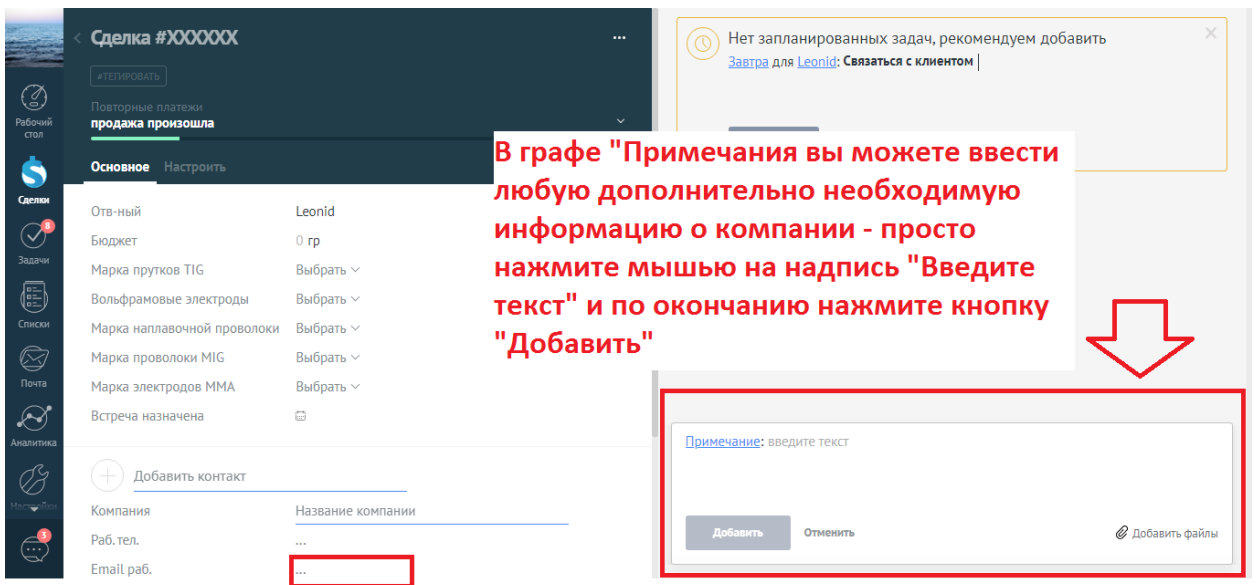 Сделка #XXXXXX
...
#ТЕГИРОВАТЬ
Повторные платежи
продажа произошла
Основное Настроить
Рабочий
стол
Сделки
8
Задачи
Списки
Почта
Аналитика
Настройки
3
Отв-ный Leonid
Бюджет 0 гр
Марка прутков TIG Выбрать
Вольфрамовые электроды Выбрать
Марка наплавочной проволоки Выбрать
Марка проволоки MIG Выбрать
Марка электродов MMA Выбрать
Встреча назначена
Добавить контакт
Компания Название компании
Раб. тел. ...
Email раб. ...
Нет запланированных задач, рекомендуем добавить
Завтра для Leonid: Связаться с клиентом
В графе "Примечания вы можете ввести
любую дополнительно необходимую
информацию о компании - просто
нажмите мышью на надпись "Введите
текст" и по окончанию нажмите кнопку
"Добавить"
Примечание: введите текст
Добавить Отменить Добавить файлы